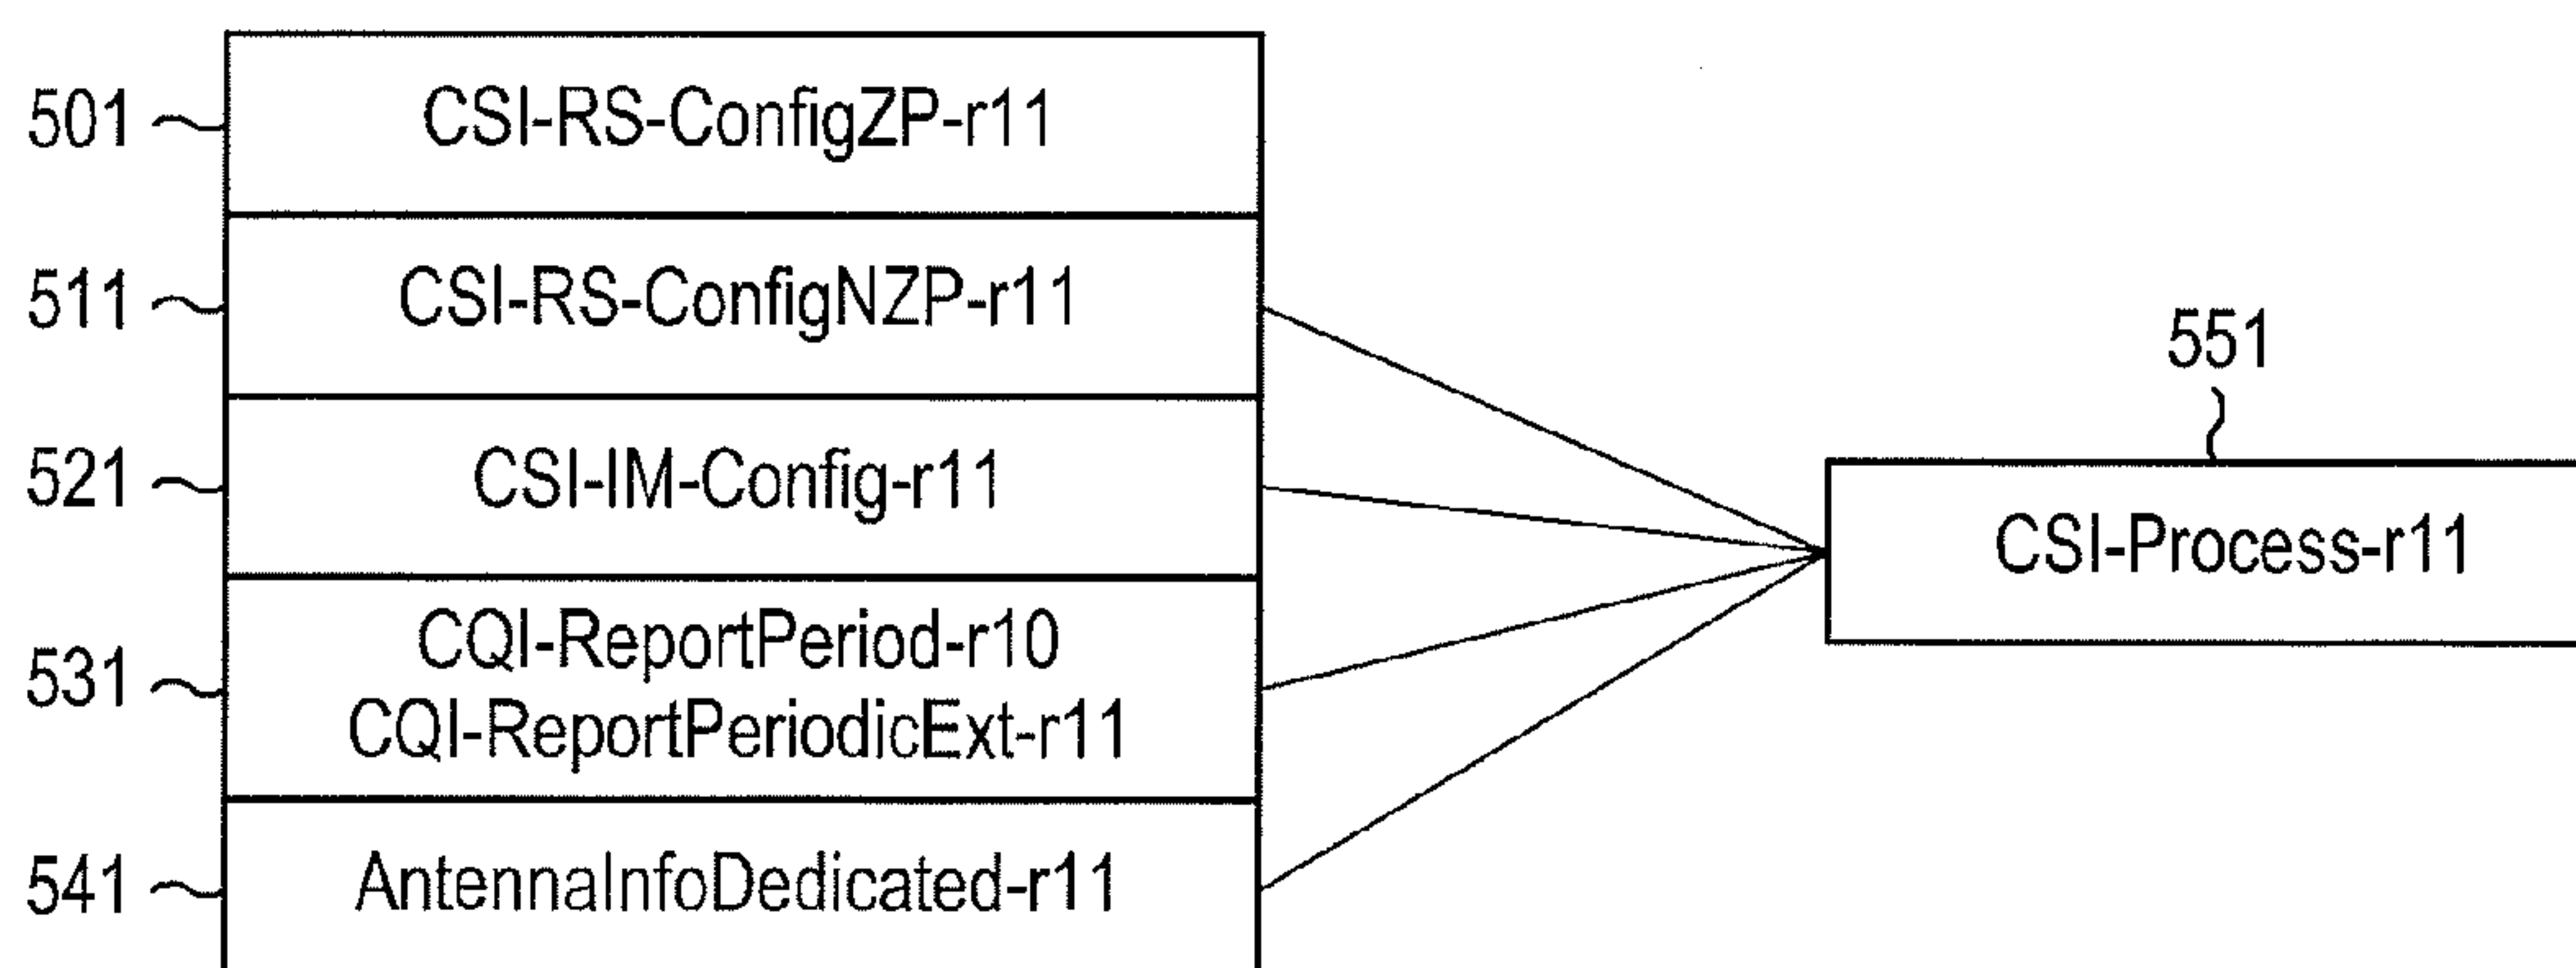 501
CSI-RS-ConfigZP-r11
511
CSI-RS-ConfigNZP-r11
521
CSI-IM-Config-r11
531
CQI-ReportPeriod-r10
CQI-ReportPeriodicExt-r11
541
AntennaInfoDedicated-r11
551
CSI-Process-r11